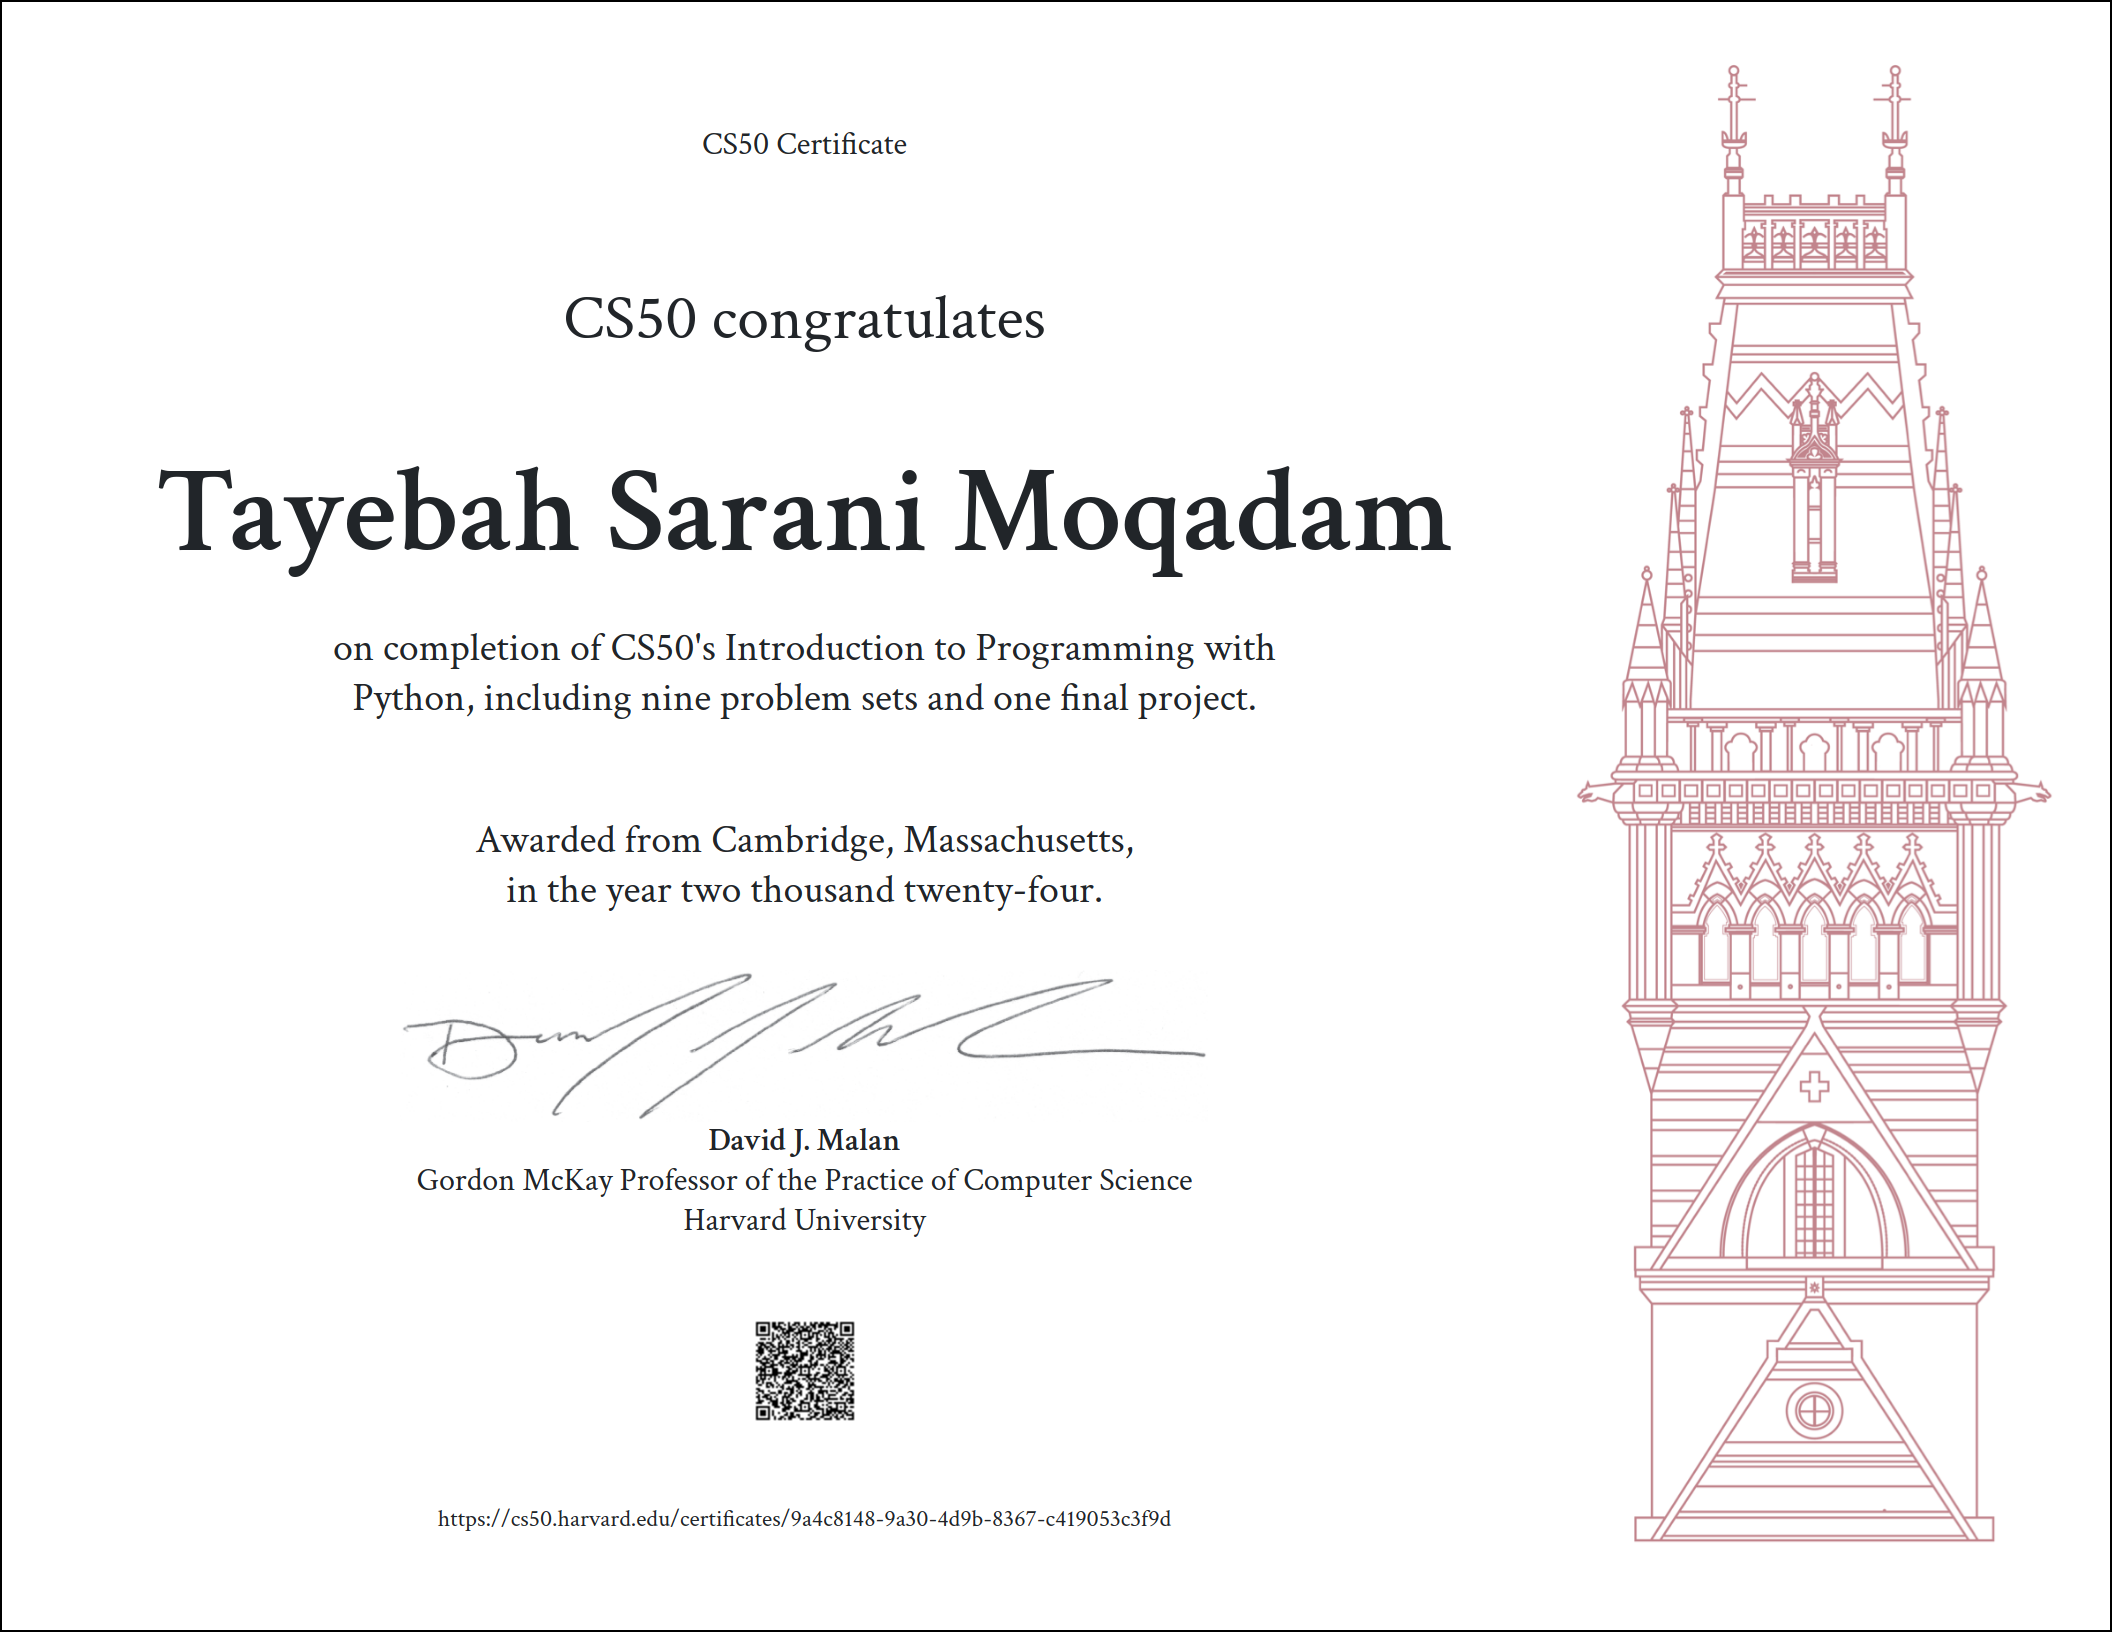 CS50 Certificate
CS50 congratulates
Tayebah Sarani Moqadam
on completion of CS50's Introduction to Programming with
Python, including nine problem sets and one final project.
Awarded from Cambridge, Massachusetts,
in the year two thousand twenty-four.
David J. Malan
Gordon McKay Professor of the Practice of Computer Science
Harvard University
https://cs50.harvard.edu/certificates/9a4c8148-9a30-4d9b-8367-c419053c3f9d